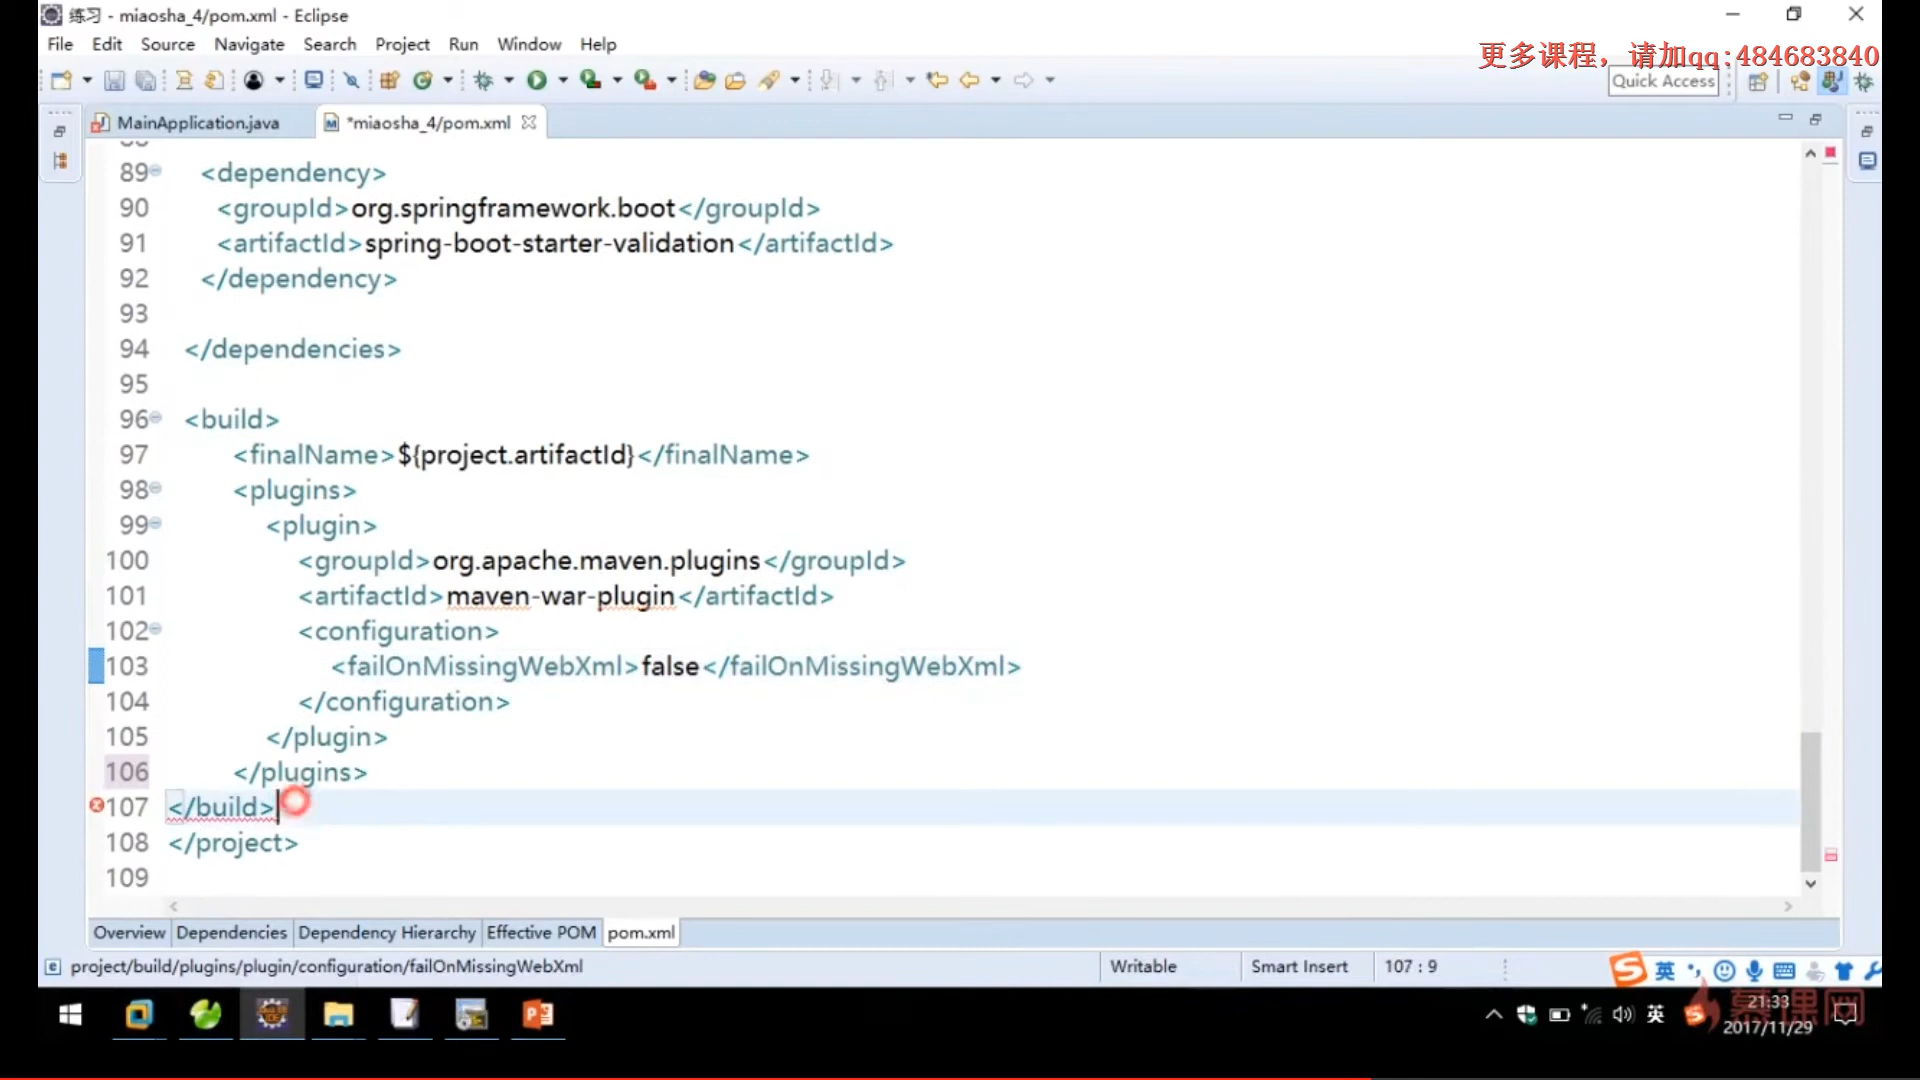 练习 - miaosha_4/pom.xml - Eclipse
File Edit Source Navigate Search Project Run Window Help
更多课程，请加qq:484683840
Quick Access
MainApplication.java
*miaosha_4/pom.xml
89 <dependency>
90 <groupId>org.springframework.boot</groupId>
91 <artifactId>spring-boot-starter-validation</artifactId>
92 </dependency>
93
94 </dependencies>
95
96 <build>
97 <finalName>${project.artifactId}</finalName>
98 <plugins>
99 <plugin>
100 <groupId>org.apache.maven.plugins</groupId>
101 <artifactId>maven-war-plugin</artifactId>
102 <configuration>
103 <failOnMissingWebXml>false</failOnMissingWebXml>
104 </configuration>
105 </plugin>
106 </plugins>
107 </build>
108 </project>
109
Overview Dependencies Dependency Hierarchy Effective POM pom.xml
project/build/plugins/plugin/configuration/failOnMissingWebXml
Writable Smart Insert 107 : 9
英
英
21:33
2017/11/29
慕课网